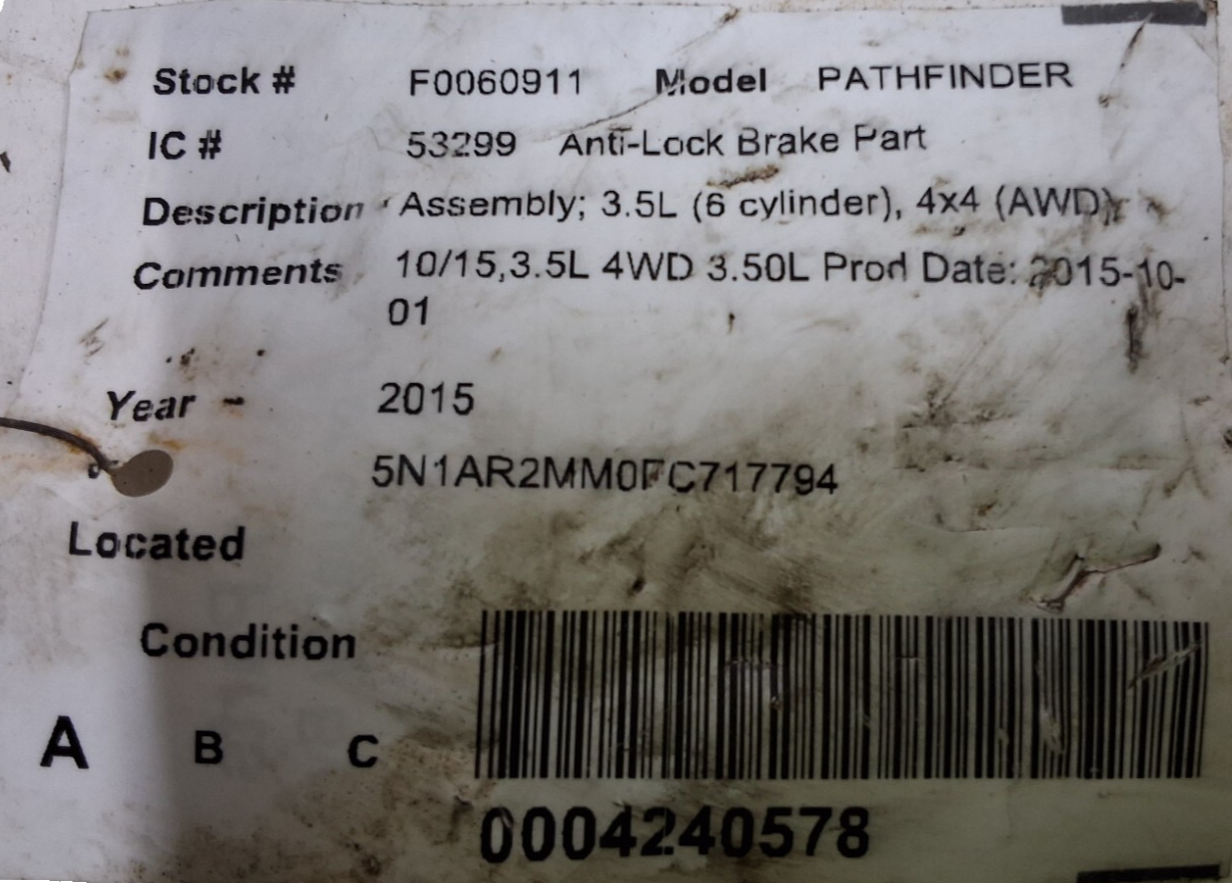 Stock # F0060911 Model PATHFINDER
IC # 53299 Anti-Lock Brake Part
Description Assembly; 3.5L (6 cylinder), 4x4 (AWD),
Comments 10/15,3.5L 4WD 3.50L Prod Date: 2015-10-
01
Year 2015
5N1AR2MM0FC717794
Located
Condition
A B C
0004240578